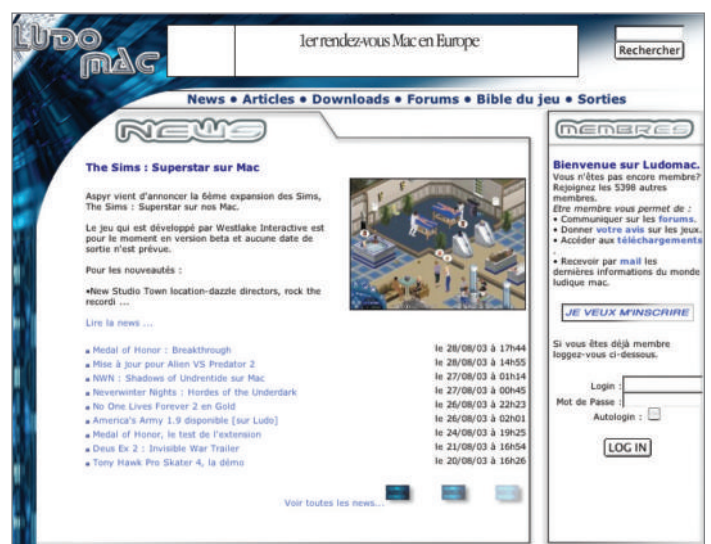 LUDO
MAC
1er rendez-vous Mac en Europe
Rechercher
News • Articles • Downloads • Forums • Bible du jeu • Sorties
NEWS
The Sims : Superstar sur Mac
Aspyr vient d'annoncer la 6ème expansion des Sims,
The Sims : Superstar sur nos Mac.
Le jeu qui est développé par Westlake Interactive est
pour le moment en version beta et aucune date de
sortie n'est prévue.
Pour les nouveautés :
•New Studio Town location-dazzle directors, rock the
recordi ...
Lire la news ...
Medal of Honor : Breakthrough le 28/08/03 à 17h44
Mise à jour pour Alien VS Predator 2 le 28/08/03 à 14h55
NWN : Shadows of Undrentide sur Mac le 27/08/03 à 01h14
Neverwinter Nights : Hordes of the Underdark le 27/08/03 à 00h45
No One Lives Forever 2 en Gold le 26/08/03 à 22h23
America's Army 1.9 disponible [sur Ludo] le 26/08/03 à 02h01
Medal of Honor, le test de l'extension le 24/08/03 à 19h25
Deus Ex 2 : Invisible War Trailer le 21/08/03 à 16h54
Tony Hawk Pro Skater 4, la démo le 20/08/03 à 16h26
Voir toutes les news...
MEMBRES
Bienvenue sur Ludomac.
Vous n'êtes pas encore membre?
Rejoignez les 5398 autres
membres.
Etre membre vous permet de :
• Communiquer sur les forums.
• Donner votre avis sur les jeux.
• Accéder aux téléchargements
.
• Recevoir par mail les
dernières informations du monde
ludique mac.
JE VEUX M'INSCRIRE
Si vous êtes déjà membre
loggez-vous ci-dessous.
Login :
Mot de Passe :
Autologin :
LOG IN